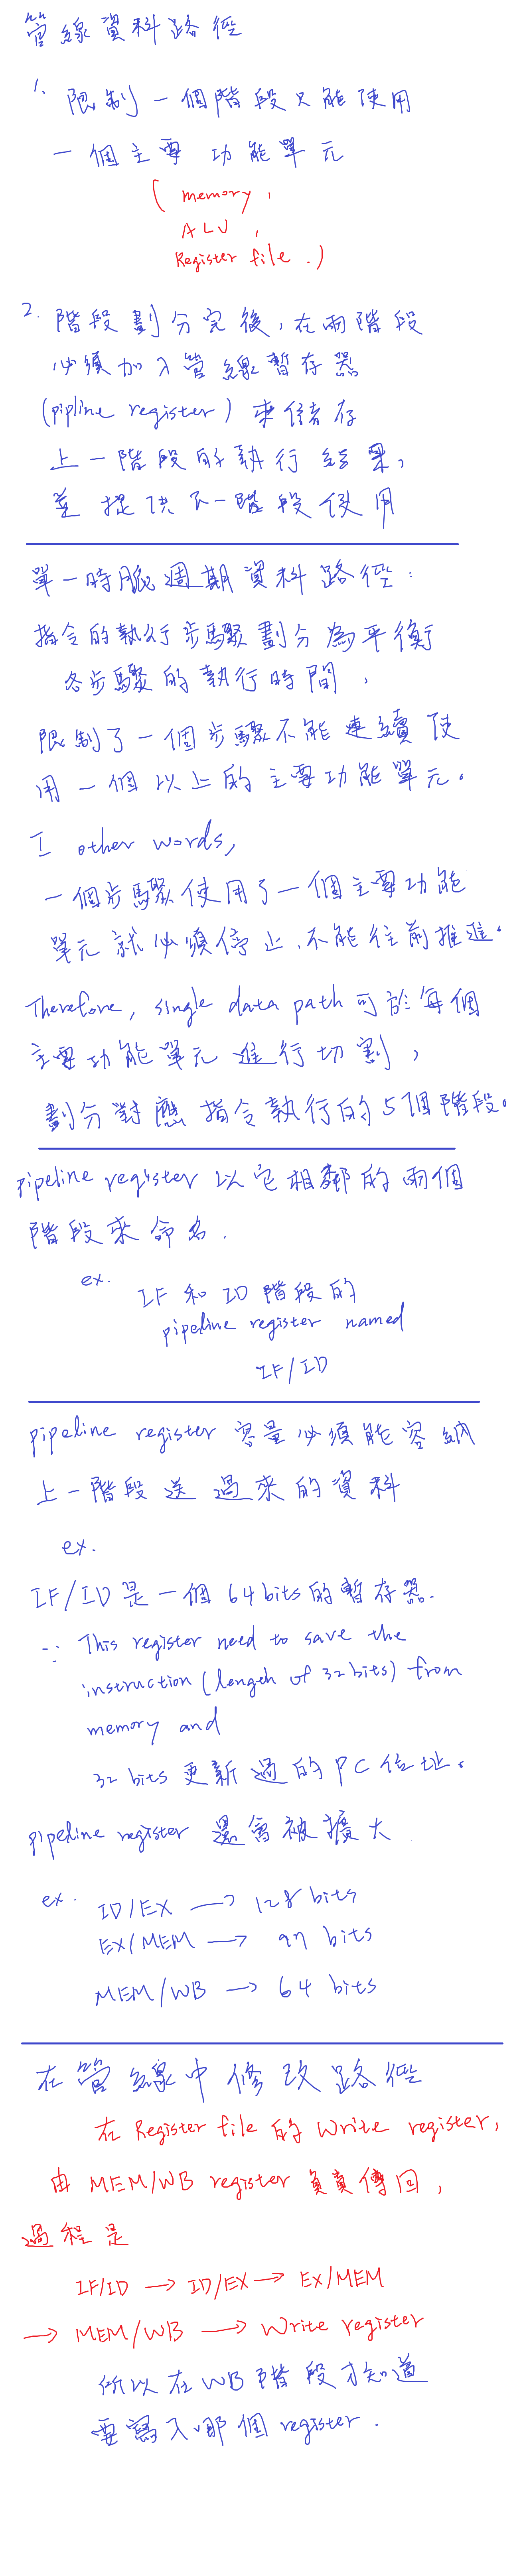 管線資料路徑
1. 限制一個階段只能使用
一個主要功能單元
(memory,
ALU,
Register file.)
2. 階段劃分完後,在兩階段
必須加入管線暫存器
(pipline register) 來儲存
上一階段的執行結果,
並提供下一階段使用
單一時脈週期資料路徑:
指令的執行步驟劃分為平衡
各步驟的執行時間,
限制了一個步驟不能連續使
用一個以上的主要功能單元。
I other words,
一個步驟使用了一個主要功能
單元就必須停止、不能往前推進。
Therefore, single data path 可於每個
主要功能單元進行切割,
劃分對應指令執行的5個階段。
pipeline register 以它相鄰的兩個
階段來命名.
ex. IF 和 ID 階段的
pipeline register named
IF/ID
pipeline register 容量必須能容納
上一階段送過來的資料
ex.
IF/ID是一個64bits的暫存器.
∵ This register need to save the
instruction (length of 32bits) from
memory and
32 bits 更新過的PC位址。
pipeline register 還會被擴大
ex. ID/EX → 128 bits
EX/MEM → 97 bits
MEM/WB → 64 bits
在管線中修改路徑
在 Register file 的 Write register,
由 MEM/WB register 負責傳回,
過程是
IF/ID → ID/EX → EX/MEM
→ MEM/WB → Write register
所以在WB階段才知道
要寫入哪個 register.